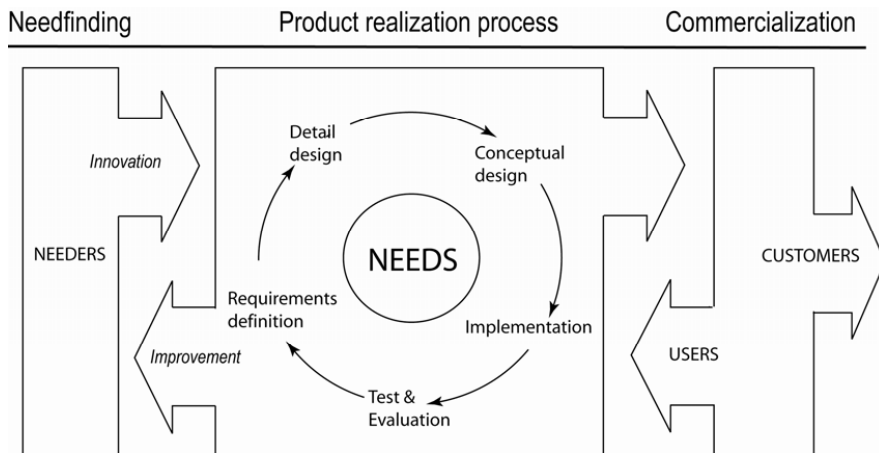 Needfinding
Product realization process
Commercialization
Detail
design
Conceptual
design
Innovation
NEEDERS
NEEDS
CUSTOMERS
Requirements
definition
Implementation
Improvement
USERS
Test &
Evaluation